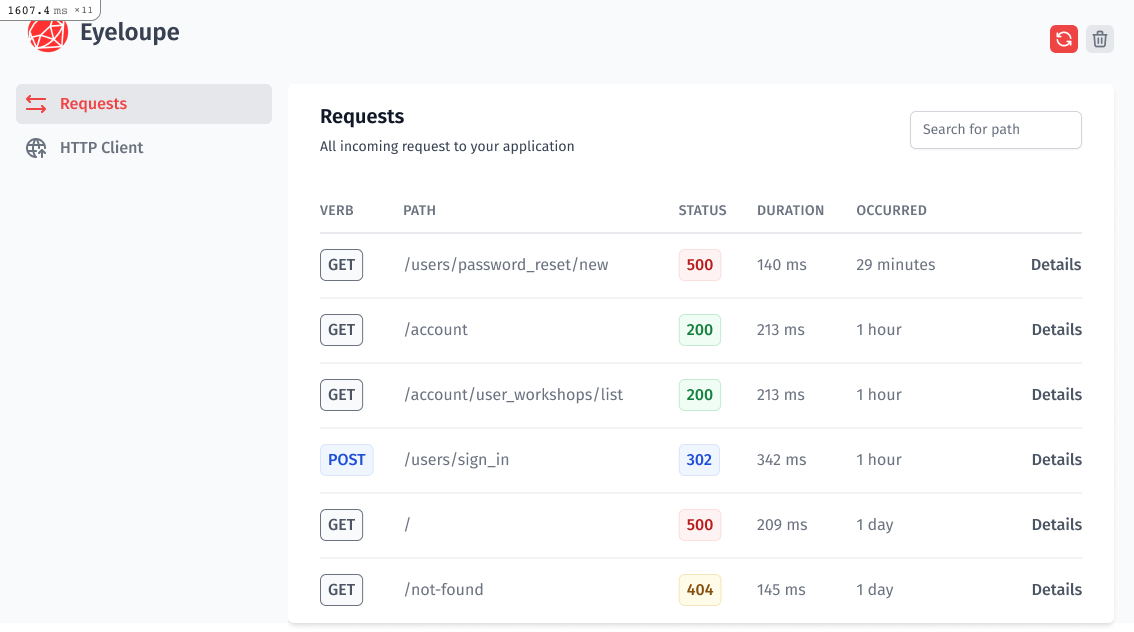 1607.4 ms ×11
Eyeloupe
Requests
HTTP Client
Requests
All incoming request to your application
Search for path
VERB PATH STATUS DURATION OCCURRED
GET /users/password_reset/new 500 140 ms 29 minutes Details
GET /account 200 213 ms 1 hour Details
GET /account/user_workshops/list 200 213 ms 1 hour Details
POST /users/sign_in 302 342 ms 1 hour Details
GET / 500 209 ms 1 day Details
GET /not-found 404 145 ms 1 day Details